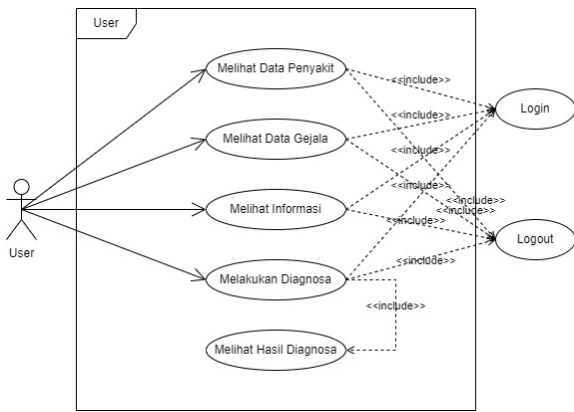 User
Melihat Data Penyakit
<<include>>
Login
<<include>>
Melihat Data Gejala
<<include>>
<<include>>
<<include>>
Melihat Informasi
<<include>>
<<include>>
Logout
User
Melakukan Diagnosa
<<include>>
<<include>>
Melihat Hasil Diagnosa